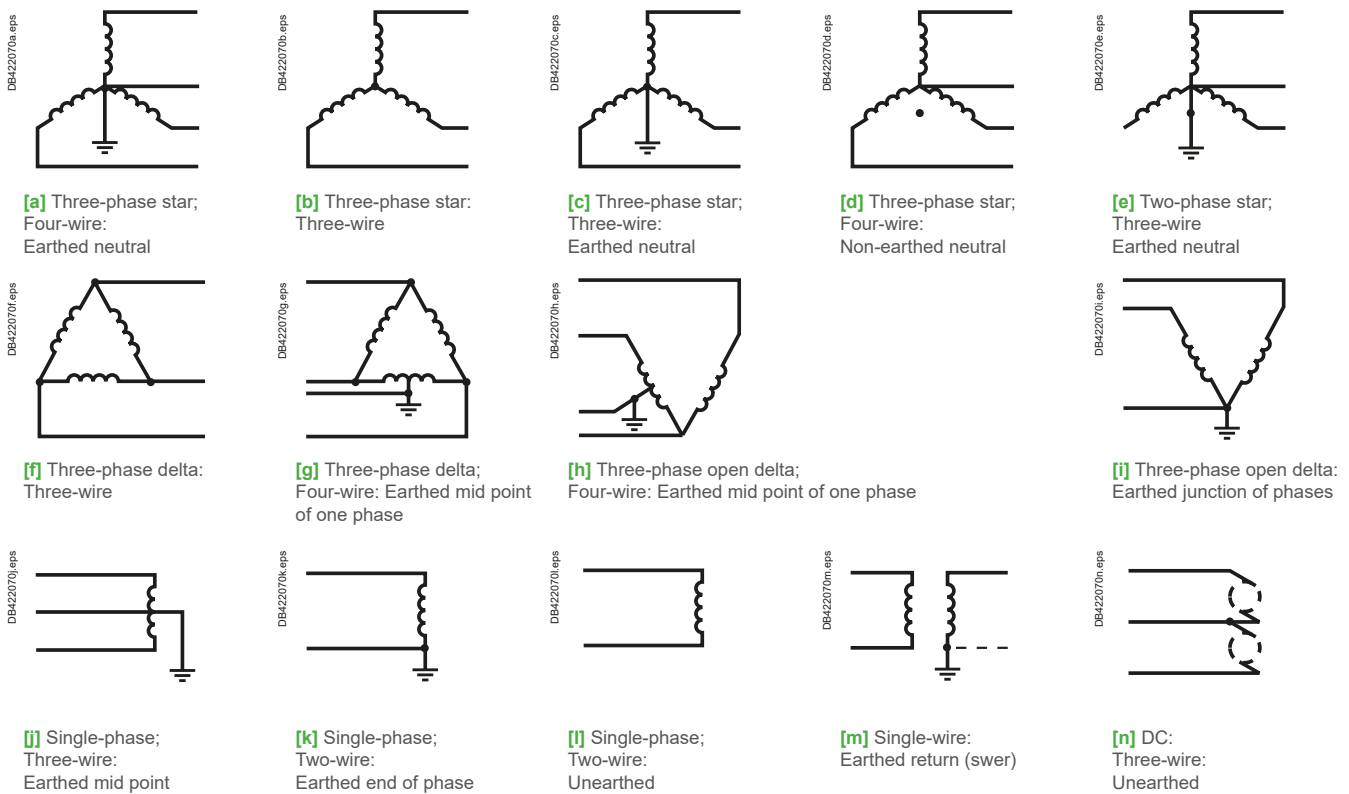 DB422070a.eps
[a] Three-phase star;
Four-wire:
Earthed neutral
DB422070b.eps
[b] Three-phase star:
Three-wire
DB422070c.eps
[c] Three-phase star;
Three-wire:
Earthed neutral
DB422070d.eps
[d] Three-phase star;
Four-wire:
Non-earthed neutral
DB422070e.eps
[e] Two-phase star;
Three-wire
Earthed neutral
DB422070f.eps
[f] Three-phase delta:
Three-wire
DB422070g.eps
[g] Three-phase delta;
Four-wire: Earthed mid point
of one phase
DB422070h.eps
[h] Three-phase open delta;
Four-wire: Earthed mid point of one phase
DB422070i.eps
[i] Three-phase open delta:
Earthed junction of phases
DB422070j.eps
[j] Single-phase;
Three-wire:
Earthed mid point
DB422070k.eps
[k] Single-phase;
Two-wire:
Earthed end of phase
DB422070l.eps
[l] Single-phase;
Two-wire:
Unearthed
DB422070m.eps
[m] Single-wire:
Earthed return (swer)
DB422070n.eps
[n] DC:
Three-wire:
Unearthed